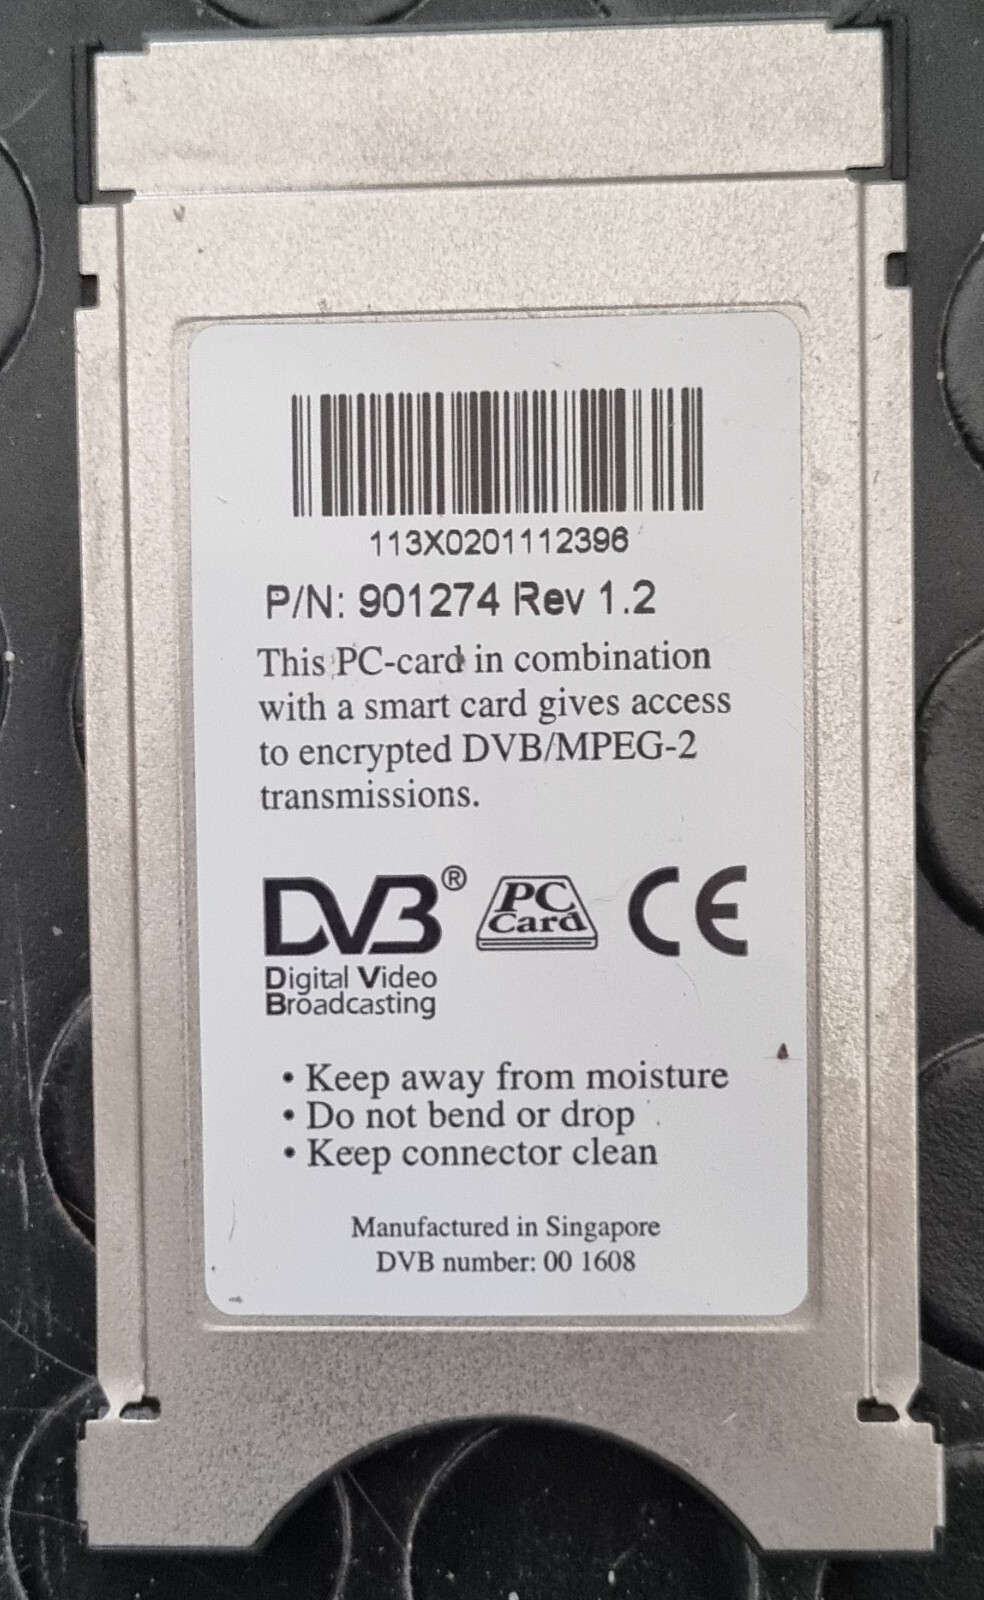 113X0201112396
P/N: 901274 Rev 1.2
This PC-card in combination
with a smart card gives access
to encrypted DVB/MPEG-2
transmissions.
DVB® PC Card CE
Digital Video
Broadcasting
• Keep away from moisture
• Do not bend or drop
• Keep connector clean
Manufactured in Singapore
DVB number: 00 1608